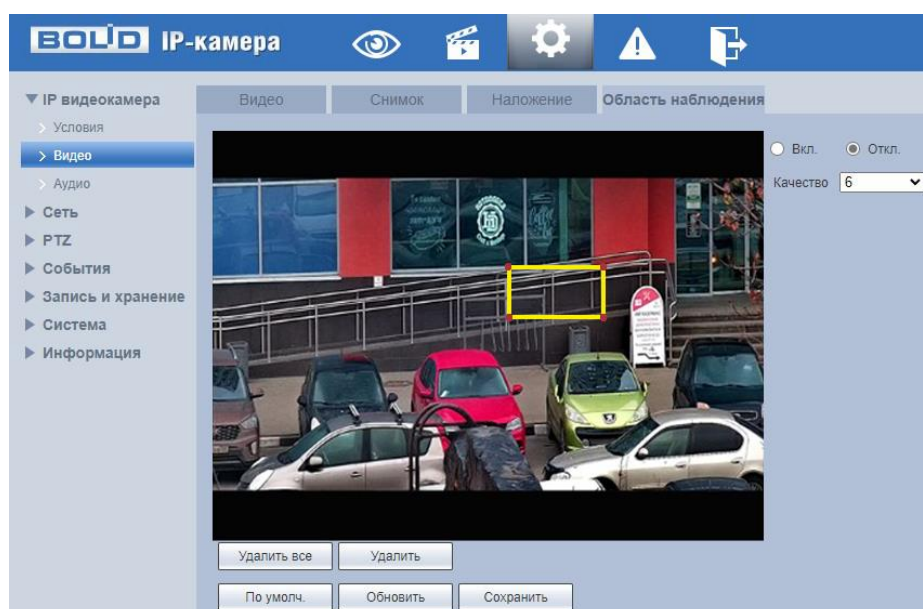 BOLID IP-камера
IP видеокамера
Условия
Видео
Аудио
Сеть
PTZ
События
Запись и хранение
Система
Информация
Видео Снимок Наложение Область наблюдения
Вкл. Откл.
Качество 6
Удалить все Удалить
По умолч. Обновить Сохранить